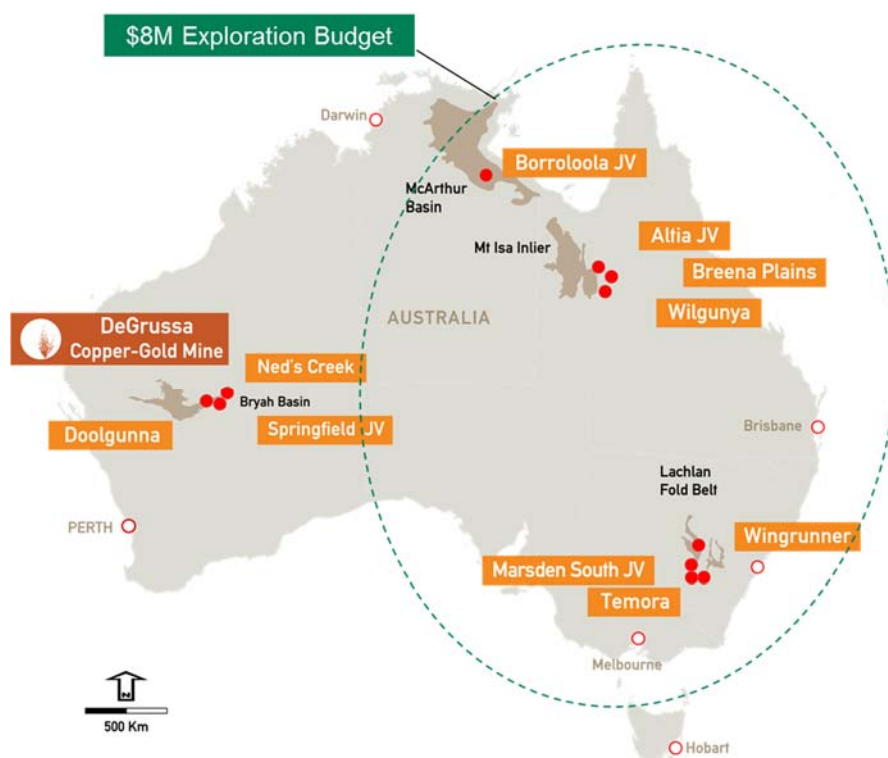 $8M Exploration Budget
Darwin
Borroloola JV
McArthur
Basin
Mt Isa Inlier
Altia JV
Breena Plains
Wilgunya
AUSTRALIA
DeGrussa
Copper-Gold Mine
Ned's Creek
Bryah Basin
Doolgunna
Springfield JV
Brisbane
Lachlan
Fold Belt
PERTH
Wingrunner
Marsden South JV
Temora
Melbourne
N
500 Km
Hobart